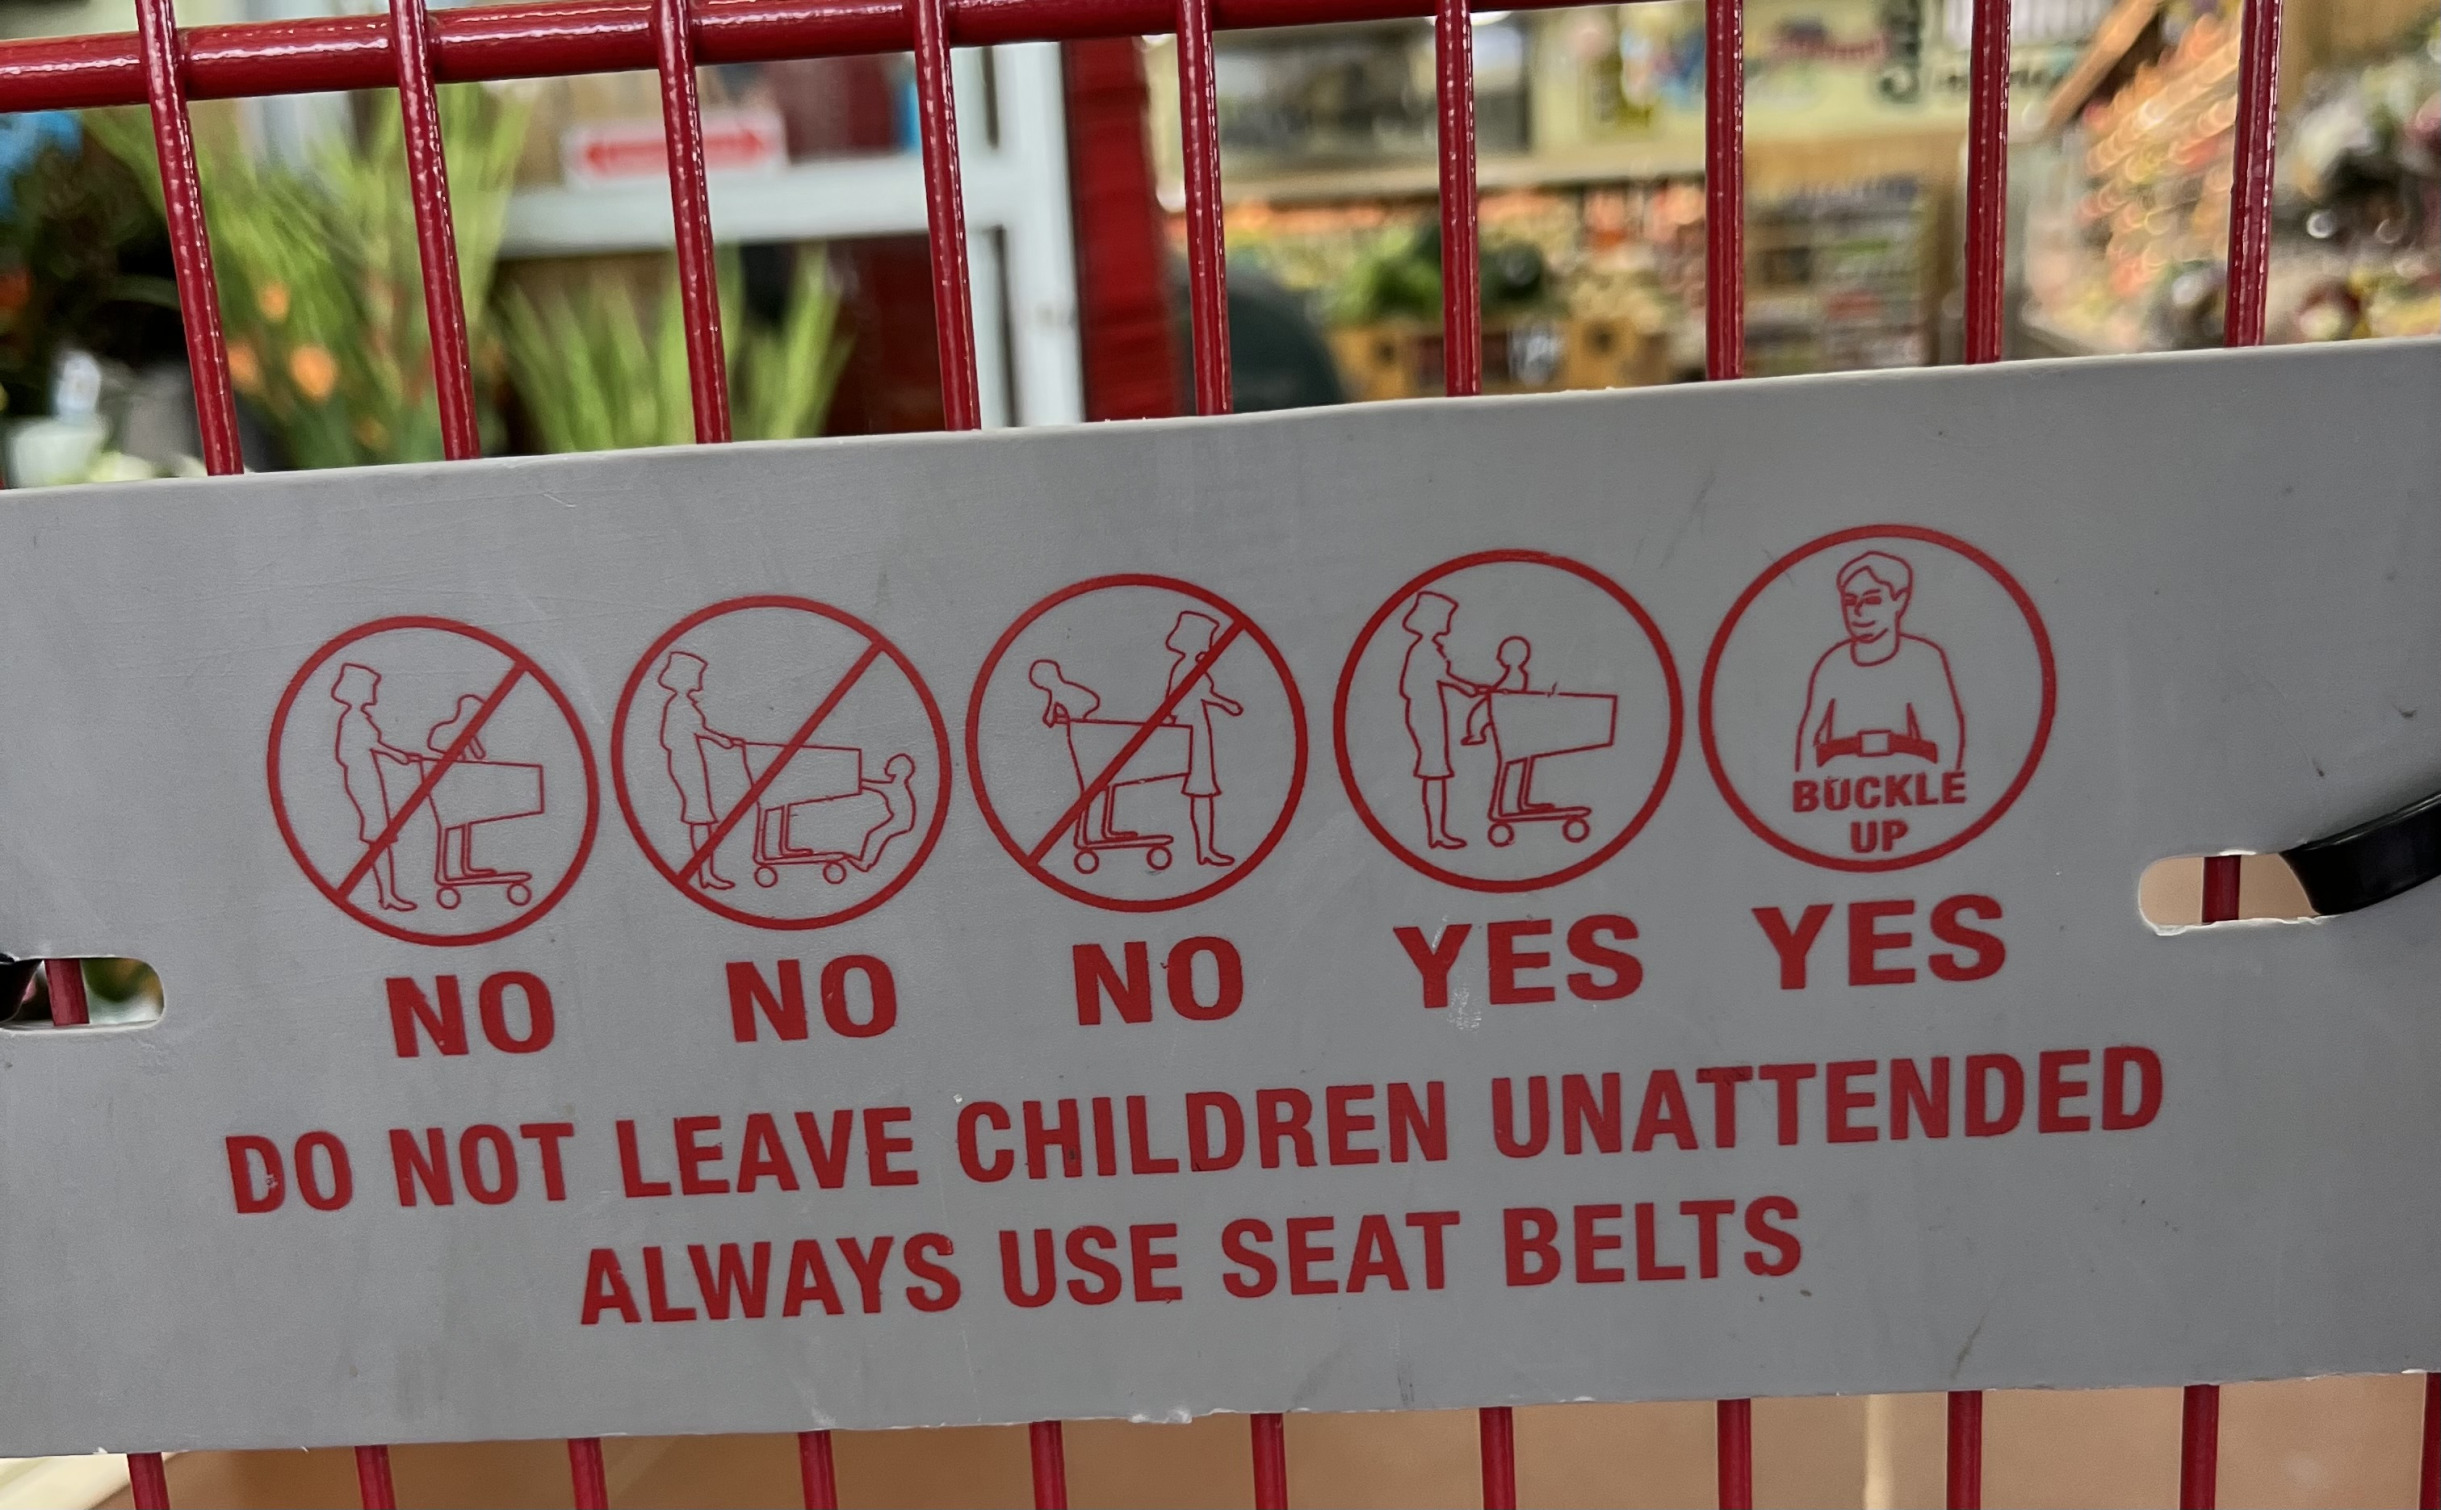 BUCKLE
UP
NO NO NO YES YES
DO NOT LEAVE CHILDREN UNATTENDED
ALWAYS USE SEAT BELTS